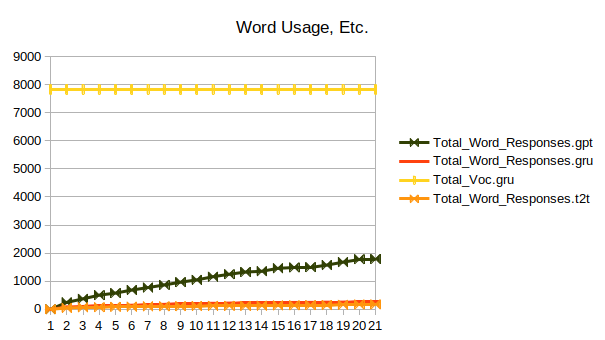 Word Usage, Etc.
9000
8000
7000
6000
5000
4000
3000
2000
1000
0
1 2 3 4 5 6 7 8 9 10 11 12 13 14 15 16 17 18 19 20 21
Total_Word_Responses.gpt
Total_Word_Responses.gru
Total_Voc.gru
Total_Word_Responses.t2t